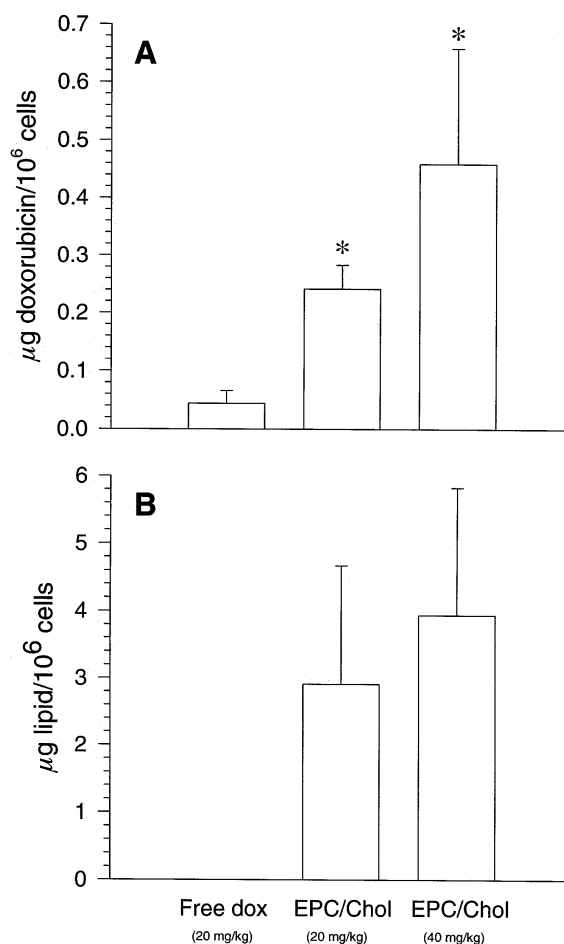 A
0.7
0.6
0.5
0.4
0.3
0.2
0.1
0.0
μg doxorubicin/10⁶ cells
*
*
B
6
5
4
3
2
1
0
μg lipid/10⁶ cells
Free dox EPC/Chol EPC/Chol
(20 mg/kg) (20 mg/kg) (40 mg/kg)